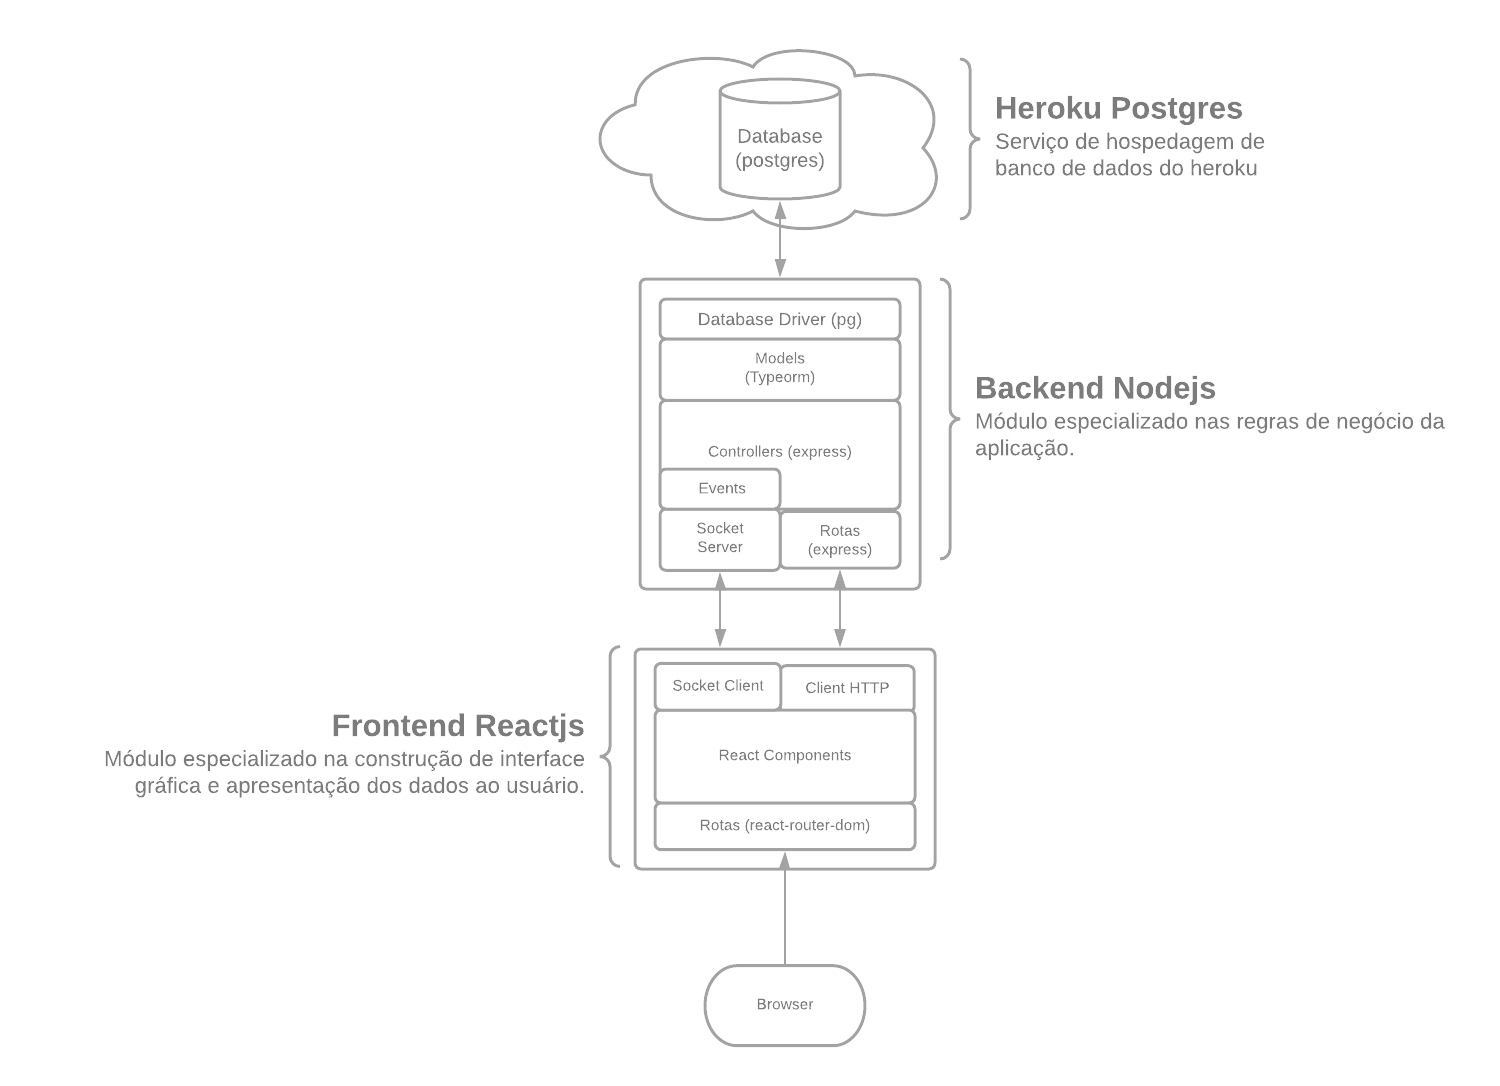 Database
(postgres)
Heroku Postgres
Serviço de hospedagem de
banco de dados do heroku
Database Driver (pg)
Models
(Typeorm)
Controllers (express)
Events
Socket
Server
Rotas
(express)
Backend Nodejs
Módulo especializado nas regras de negócio da
aplicação.
Frontend Reactjs
Módulo especializado na construção de interface
gráfica e apresentação dos dados ao usuário.
Socket Client
Client HTTP
React Components
Rotas (react-router-dom)
Browser